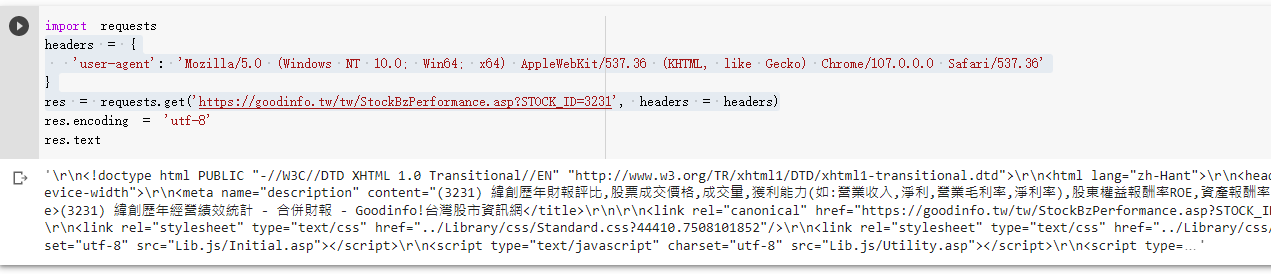 import requests
headers = {
'user-agent': 'Mozilla/5.0 (Windows NT 10.0; Win64; x64) AppleWebKit/537.36 (KHTML, like Gecko) Chrome/107.0.0.0 Safari/537.36'
}
res = requests.get('https://goodinfo.tw/tw/StockBzPerformance.asp?STOCK_ID=3231', headers = headers)
res.encoding = 'utf-8'
res.text
'\r\n<!doctype html PUBLIC "-//W3C//DTD XHTML 1.0 Transitional//EN" "http://www.w3.org/TR/xhtml1/DTD/xhtml1-transitional.dtd">\r\n<html lang="zh-Hant">\r\n<head
evice-width">\r\n<meta name="description" content="(3231) 緯創歷年財報評比,股票成交價格,成交量,獲利能力(如:營業收入,淨利,營業毛利率,淨利率),股東權益報酬率ROE,資產報酬率
e>(3231) 緯創歷年經營績效統計 - 合併財報 - Goodinfo!台灣股市資訊網</title>\r\n\r\n\r\n<link rel="canonical" href="https://goodinfo.tw/tw/StockBzPerformance.asp?STOCK_ID
\r\n<link rel="stylesheet" type="text/css" href="../Library/css/Standard.css?44410.7508101852"/>\r\n<link rel="stylesheet" type="text/css" href="../Library/css/
set="utf-8" src="Lib.js/Initial.asp"></script>\r\n<script type="text/javascript" charset="utf-8" src="Lib.js/Utility.asp"></script>\r\n<script type=…'